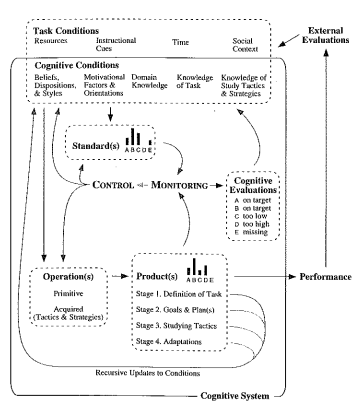 Task Conditions
Resources Instructional Cues Time Social Context
External Evaluations
Cognitive Conditions
Beliefs, Dispositions, & Styles
Motivational Factors & Orientations
Domain Knowledge
Knowledge of Task
Knowledge of Study Tactics & Strategies
Standard(s)
A B C D E
CONTROL MONITORING
Cognitive Evaluations
A on target
B on target
C too low
D too high
E missing
Operation(s)
Primitive
Acquired
(Tactics & Strategies)
Product(s)
A B C D E
Stage 1. Definition of Task
Stage 2. Goals & Plan(s)
Stage 3. Studying Tactics
Stage 4. Adaptations
Performance
Recursive Updates to Conditions
Cognitive System